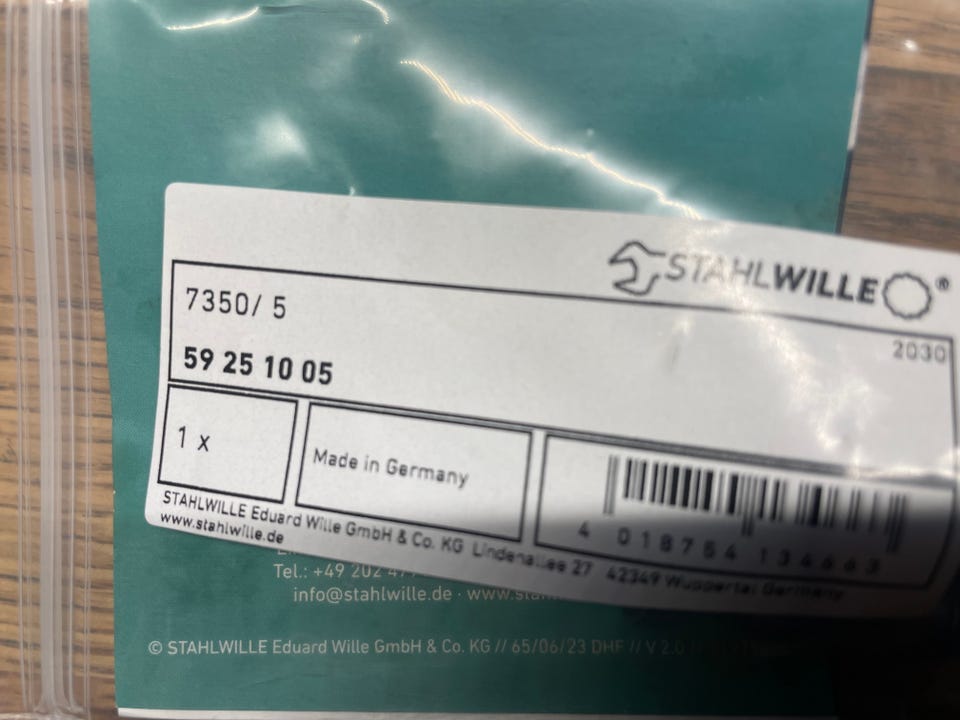 STAHLWILLE ®
7350/ 5
2030
59 25 10 05
1 x
Made in Germany
4 018754 134663
STAHLWILLE Eduard Wille GmbH & Co. KG Lindenallee 27 42349 Wuppertal Germany
www.stahlwille.de
Tel.: +49 202
info@stahlwille.de · www.
© STAHLWILLE Eduard Wille GmbH & Co. KG // 65/06/23 DHF // V 2.0 //